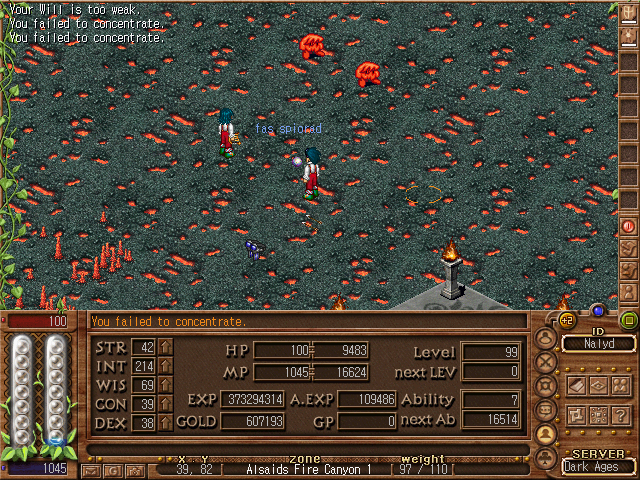 Your Will is too weak.
You failed to concentrate.
You failed to concentrate.
fas spiorad
100
You failed to concentrate.
+2
ID
Nalyd
STR 42
INT 214
WIS 69
CON 39
DEX 38
HP 100 9483
MP 1045 16624
EXP 373294314
A.EXP 109486
GOLD 607193
GP 0
Level 99
next LEV 0
Ability 7
next Ab 16514
1045
G
?
x , y zone weight
39, 82 Alsaids Fire Canyon 1 97 / 110
SERVER
Dark Ages